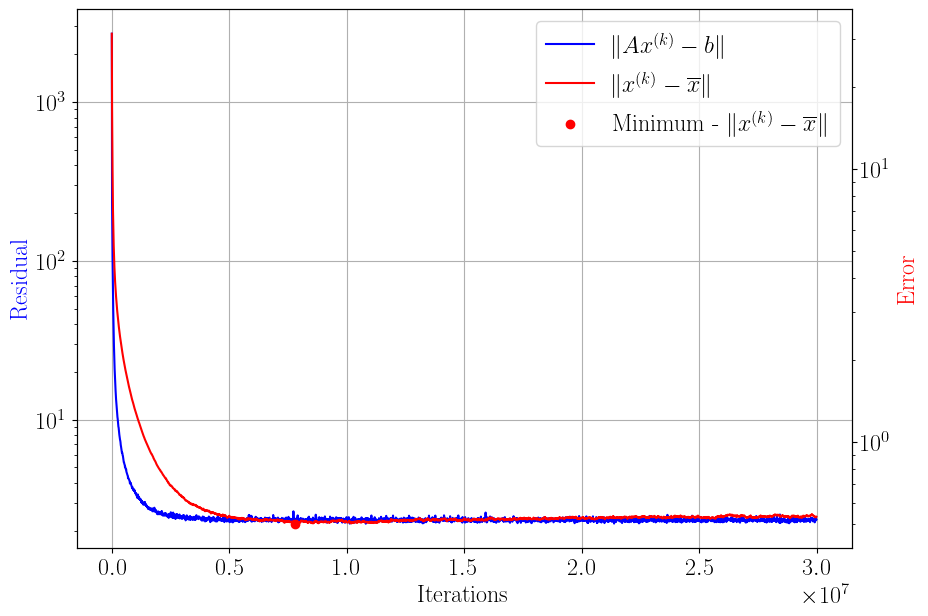 ‖Ax^(k) − b‖
‖x^(k) − x̅‖
Minimum - ‖x^(k) − x̅‖
10^3
10^2
10^1
Residual
10^1
10^0
Error
0.0 0.5 1.0 1.5 2.0 2.5 3.0
Iterations
×10^7